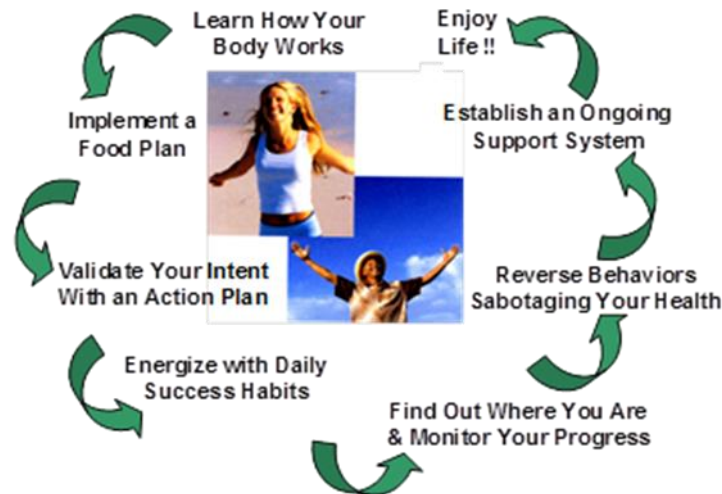 Learn How Your
Body Works
Implement a
Food Plan
Validate Your Intent
With an Action Plan
Energize with Daily
Success Habits
Find Out Where You Are
& Monitor Your Progress
Reverse Behaviors
Sabotaging Your Health
Establish an Ongoing
Support System
Enjoy
Life !!